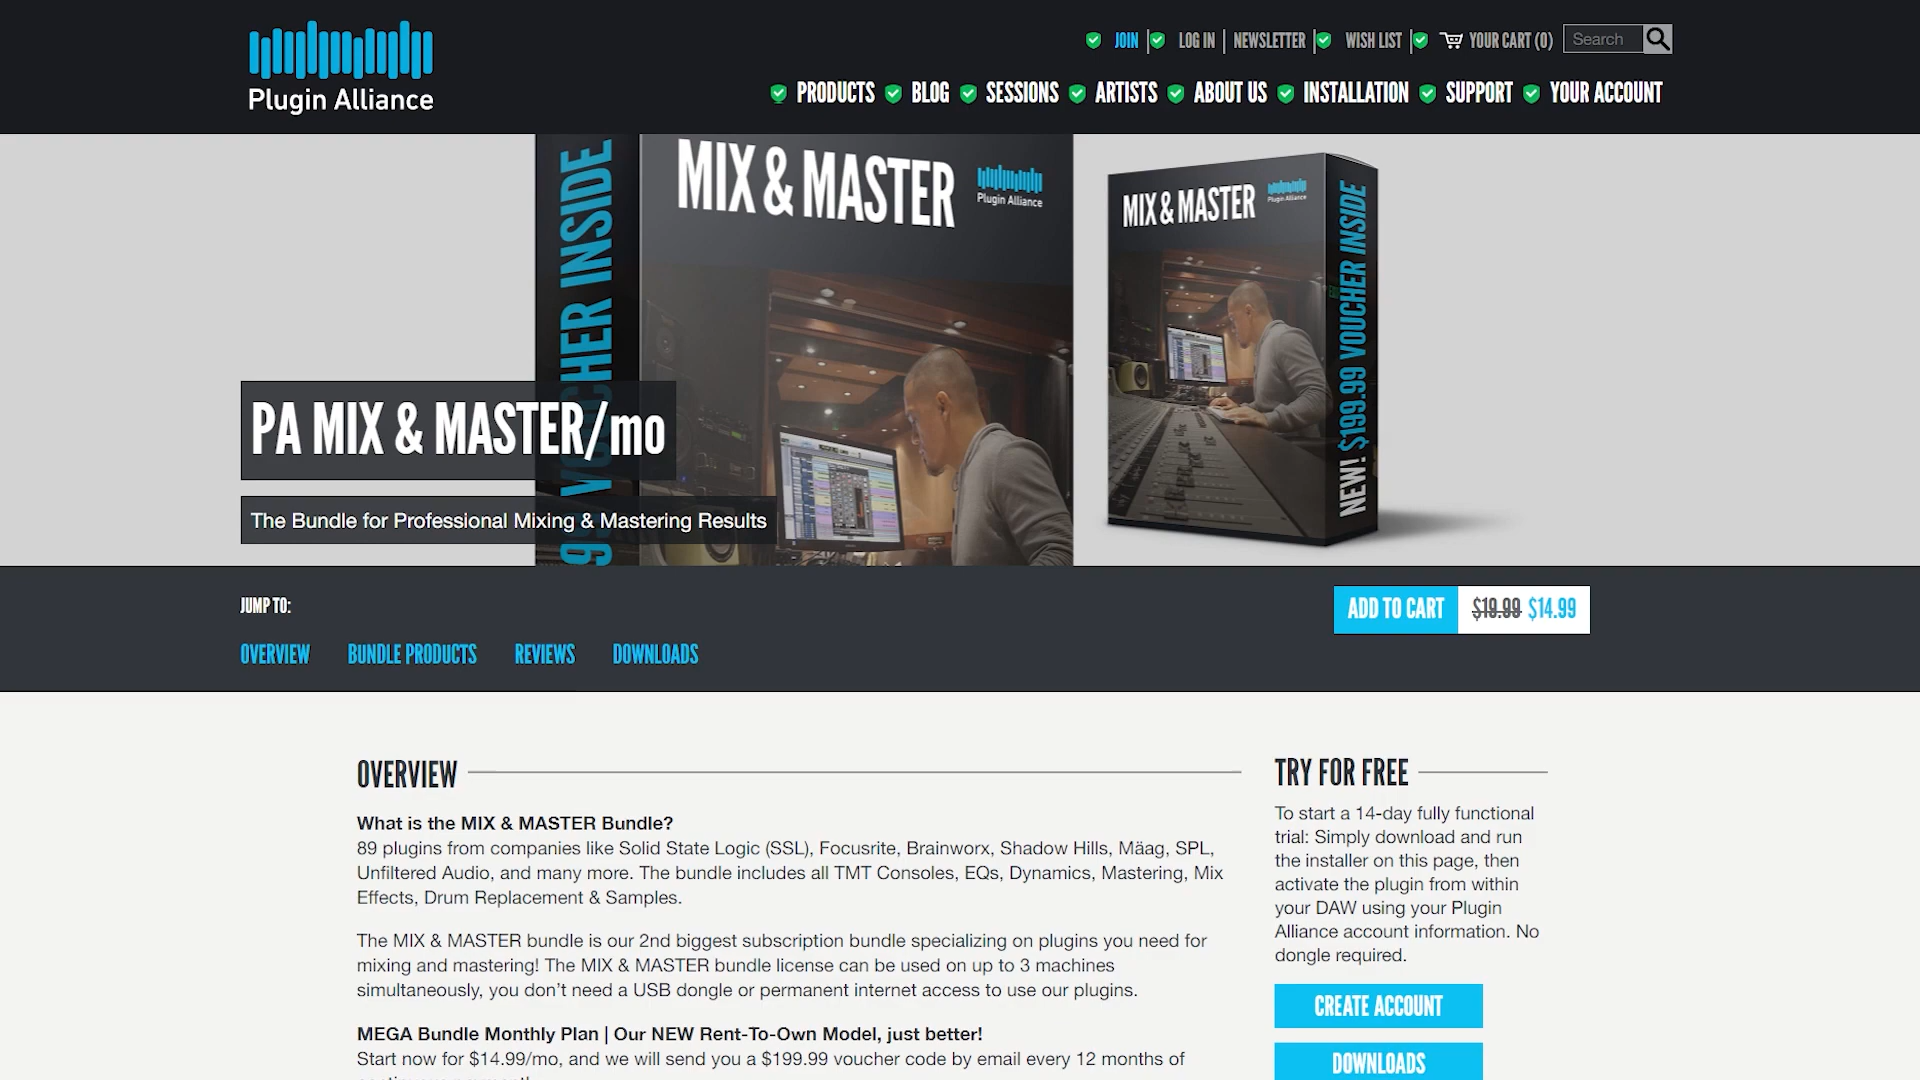 JOIN
LOG IN
NEWSLETTER
WISH LIST
YOUR CART (0)
Search
Plugin Alliance
PRODUCTS
BLOG
SESSIONS
ARTISTS
ABOUT US
INSTALLATION
SUPPORT
YOUR ACCOUNT
MIX & MASTER
Plugin Alliance
VOUCHER INSIDE
MIX & MASTER
Plugin Alliance
NEW! $199.99 VOUCHER INSIDE
PA MIX & MASTER/mo
The Bundle for Professional Mixing & Mastering Results
JUMP TO:
ADD TO CART
$19.99 $14.99
OVERVIEW
BUNDLE PRODUCTS
REVIEWS
DOWNLOADS
OVERVIEW
What is the MIX & MASTER Bundle?
89 plugins from companies like Solid State Logic (SSL), Focusrite, Brainworx, Shadow Hills, Mäag, SPL,
Unfiltered Audio, and many more. The bundle includes all TMT Consoles, EQs, Dynamics, Mastering, Mix
Effects, Drum Replacement & Samples.
The MIX & MASTER bundle is our 2nd biggest subscription bundle specializing on plugins you need for
mixing and mastering! The MIX & MASTER bundle license can be used on up to 3 machines
simultaneously, you don’t need a USB dongle or permanent internet access to use our plugins.
MEGA Bundle Monthly Plan | Our NEW Rent-To-Own Model, just better!
Start now for $14.99/mo, and we will send you a $199.99 voucher code by email every 12 months of
TRY FOR FREE
To start a 14-day fully functional
trial: Simply download and run
the installer on this page, then
activate the plugin from within
your DAW using your Plugin
Alliance account information. No
dongle required.
CREATE ACCOUNT
DOWNLOADS